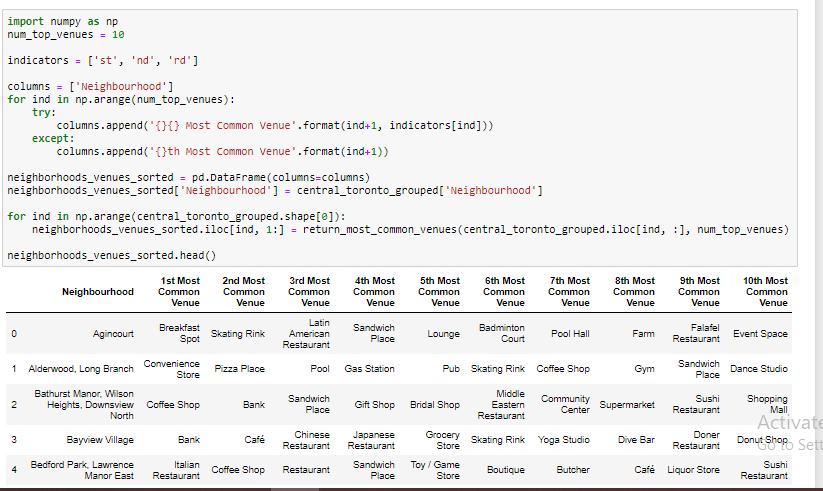 import numpy as np
num_top_venues = 10
indicators = ['st', 'nd', 'rd']
columns = ['Neighbourhood']
for ind in np.arange(num_top_venues):
    try:
        columns.append('{}{} Most Common Venue'.format(ind+1, indicators[ind]))
    except:
        columns.append('{}th Most Common Venue'.format(ind+1))
neighborhoods_venues_sorted = pd.DataFrame(columns=columns)
neighborhoods_venues_sorted['Neighbourhood'] = central_toronto_grouped['Neighbourhood']
for ind in np.arange(central_toronto_grouped.shape[0]):
    neighborhoods_venues_sorted.iloc[ind, 1:] = return_most_common_venues(central_toronto_grouped.iloc[ind, :], num_top_venues)
neighborhoods_venues_sorted.head()
1st Most 2nd Most 3rd Most 4th Most 5th Most 6th Most 7th Most 8th Most 9th Most 10th Most
Neighbourhood Common Common Common Common Common Common Common Common Common Common
Venue Venue Venue Venue Venue Venue Venue Venue Venue Venue
0 Agincourt Breakfast Spot Skating Rink Latin American Restaurant Sandwich Place Lounge Badminton Court Pool Hall Farm Falafel Restaurant Event Space
1 Alderwood, Long Branch Convenience Store Pizza Place Pool Gas Station Pub Skating Rink Coffee Shop Gym Sandwich Place Dance Studio
2 Bathurst Manor, Wilson Heights, Downsview North Coffee Shop Bank Sandwich Place Gift Shop Bridal Shop Middle Eastern Restaurant Community Center Supermarket Sushi Restaurant Shopping Mall
3 Bayview Village Bank Café Chinese Restaurant Japanese Restaurant Grocery Store Skating Rink Yoga Studio Dive Bar Doner Restaurant Donut Shop
4 Bedford Park, Lawrence Manor East Italian Restaurant Coffee Shop Restaurant Sandwich Place Toy / Game Store Boutique Butcher Café Liquor Store Sushi Restaurant
Activate
Go to Sett